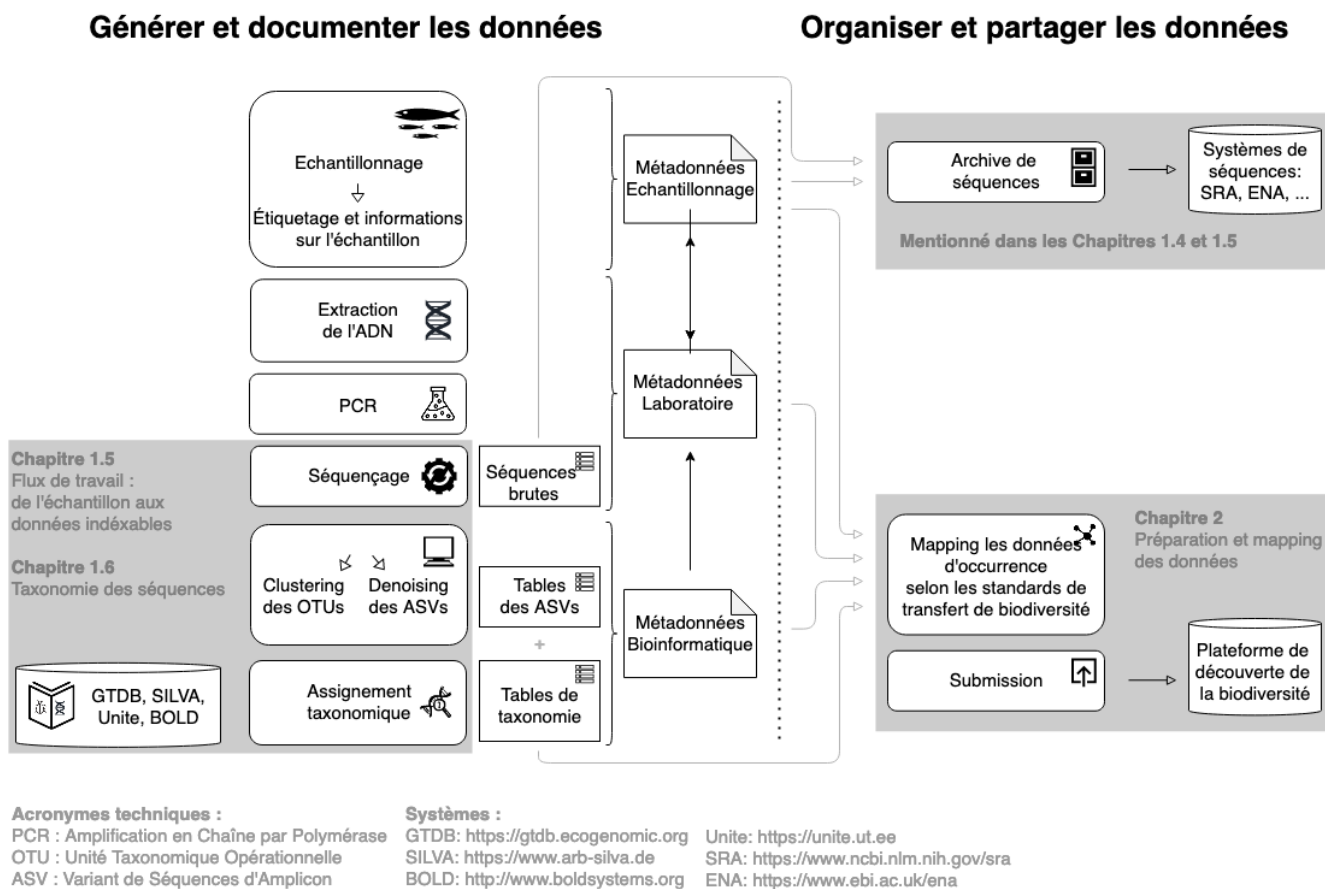 Générer et documenter les données
Organiser et partager les données
Echantillonnage
Étiquetage et informations
sur l'échantillon
Extraction
de l'ADN
PCR
Séquençage
Clustering
des OTUs
Denoising
des ASVs
Assignement
taxonomique
Chapitre 1.5
Flux de travail :
de l'échantillon aux
données indéxables
Chapitre 1.6
Taxonomie des séquences
GTDB, SILVA,
Unite, BOLD
Séquences
brutes
Tables
des ASVs
+
Tables de
taxonomie
Métadonnées
Echantillonnage
Métadonnées
Laboratoire
Métadonnées
Bioinformatique
Archive de
séquences
Systèmes de
séquences:
SRA, ENA, ...
Mentionné dans les Chapitres 1.4 et 1.5
Mapping les données
d'occurrence
selon les standards de
transfert de biodiversité
Chapitre 2
Préparation et mapping
des données
Submission
Plateforme de
découverte de
la biodiversité
Acronymes techniques :
PCR : Amplification en Chaîne par Polymérase
OTU : Unité Taxonomique Opérationnelle
ASV : Variant de Séquences d'Amplicon
Systèmes :
GTDB: https://gtdb.ecogenomic.org
SILVA: https://www.arb-silva.de
BOLD: http://www.boldsystems.org
Unite: https://unite.ut.ee
SRA: https://www.ncbi.nlm.nih.gov/sra
ENA: https://www.ebi.ac.uk/ena